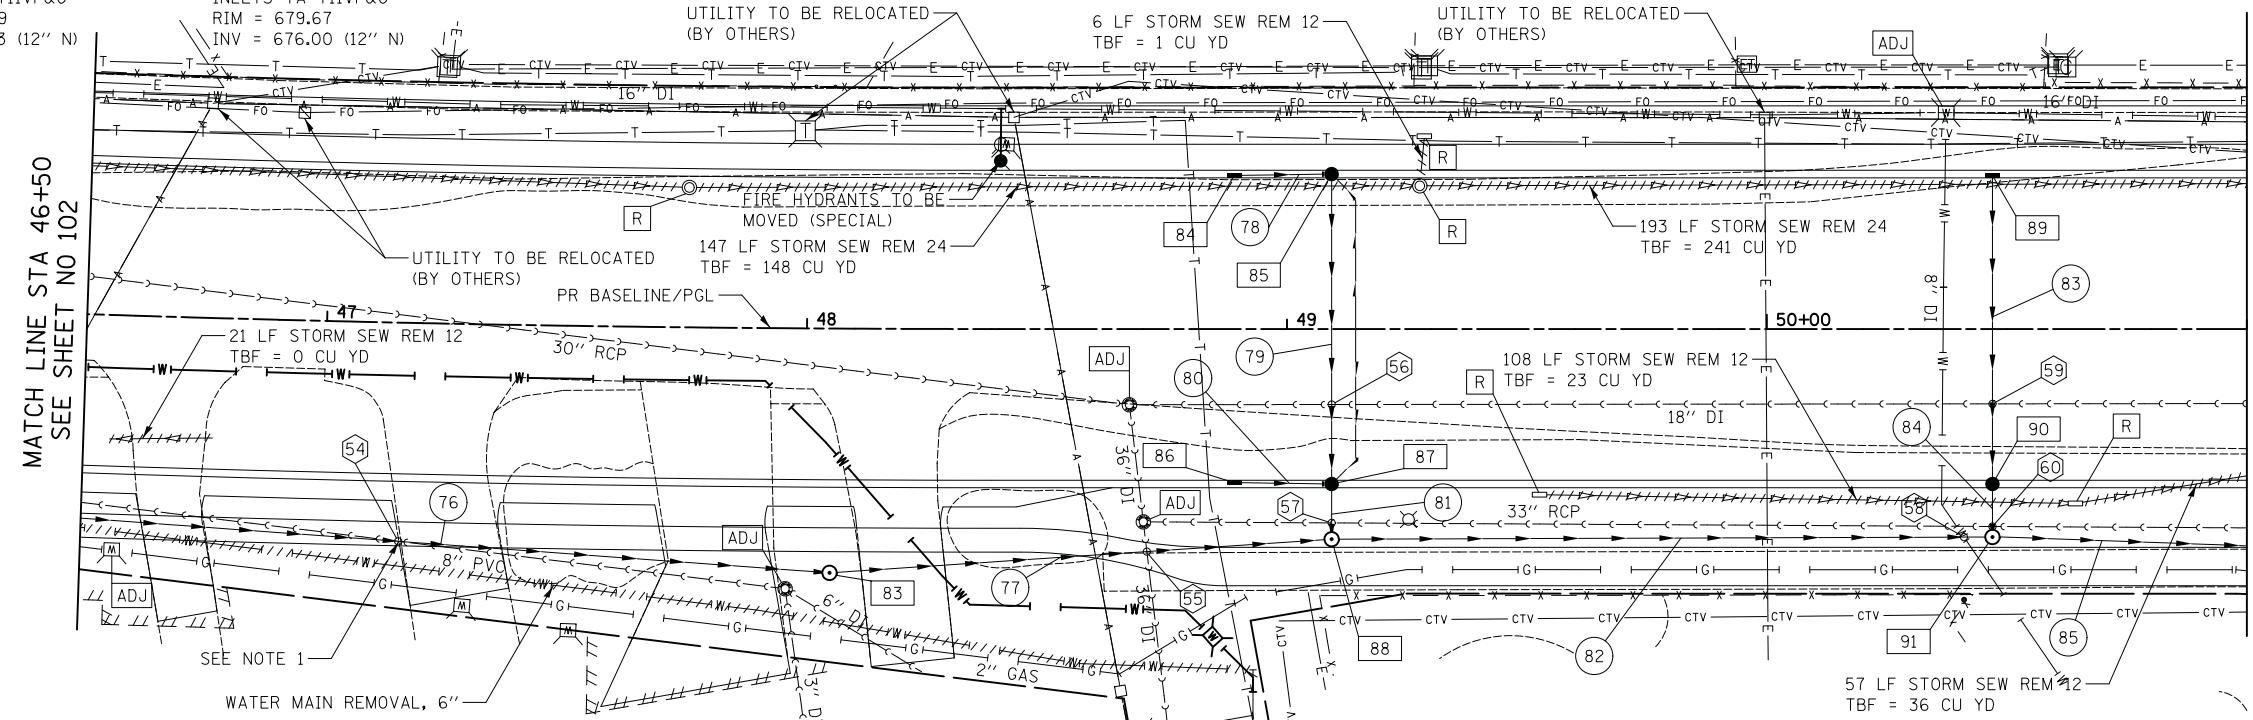 RIM = 679.67
INV = 676.00 (12" N)
(12" N)
UTILITY TO BE RELOCATED
(BY OTHERS)
6 LF STORM SEW REM 12
TBF = 1 CU YD
UTILITY TO BE RELOCATED
(BY OTHERS)
ADJ
16" DI
16" DI
R
MATCH LINE STA 46+50
SEE SHEET NO 102
R
FIRE HYDRANTS TO BE
MOVED (SPECIAL)
147 LF STORM SEW REM 24
TBF = 148 CU YD
84
78
85
R
193 LF STORM SEW REM 24
TBF = 241 CU YD
89
UTILITY TO BE RELOCATED
(BY OTHERS)
PR BASELINE/PGL
8" DI
83
47
48
49
50+00
21 LF STORM SEW REM 12
TBF = 0 CU YD
30" RCP
ADJ
79
80
56
R
108 LF STORM SEW REM 12
TBF = 23 CU YD
59
18" DI
54
36" DI
86
87
84
90
R
60
76
ADJ
57
81
33" RCP
58
ADJ
8" PVC
83
77
55
ADJ
6" DI
36" DI
88
82
91
85
SEE NOTE 1
2" GAS
3" DI
WATER MAIN REMOVAL, 6"
57 LF STORM SEW REM 12
TBF = 36 CU YD